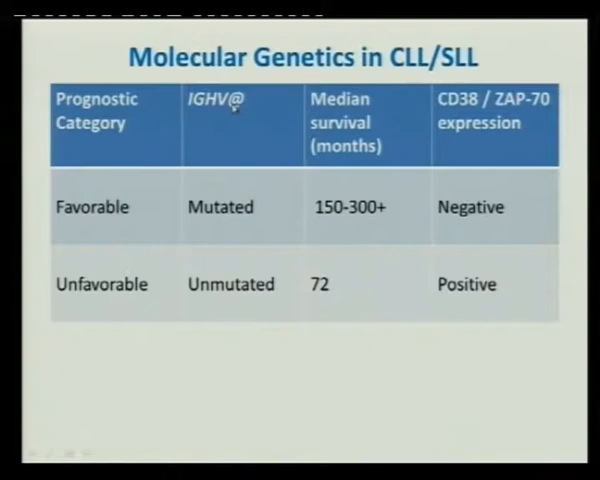 Molecular Genetics in CLL/SLL
Prognostic Category
IGHV@
Median survival (months)
CD38 / ZAP-70 expression
Favorable
Mutated
150-300+
Negative
Unfavorable
Unmutated
72
Positive